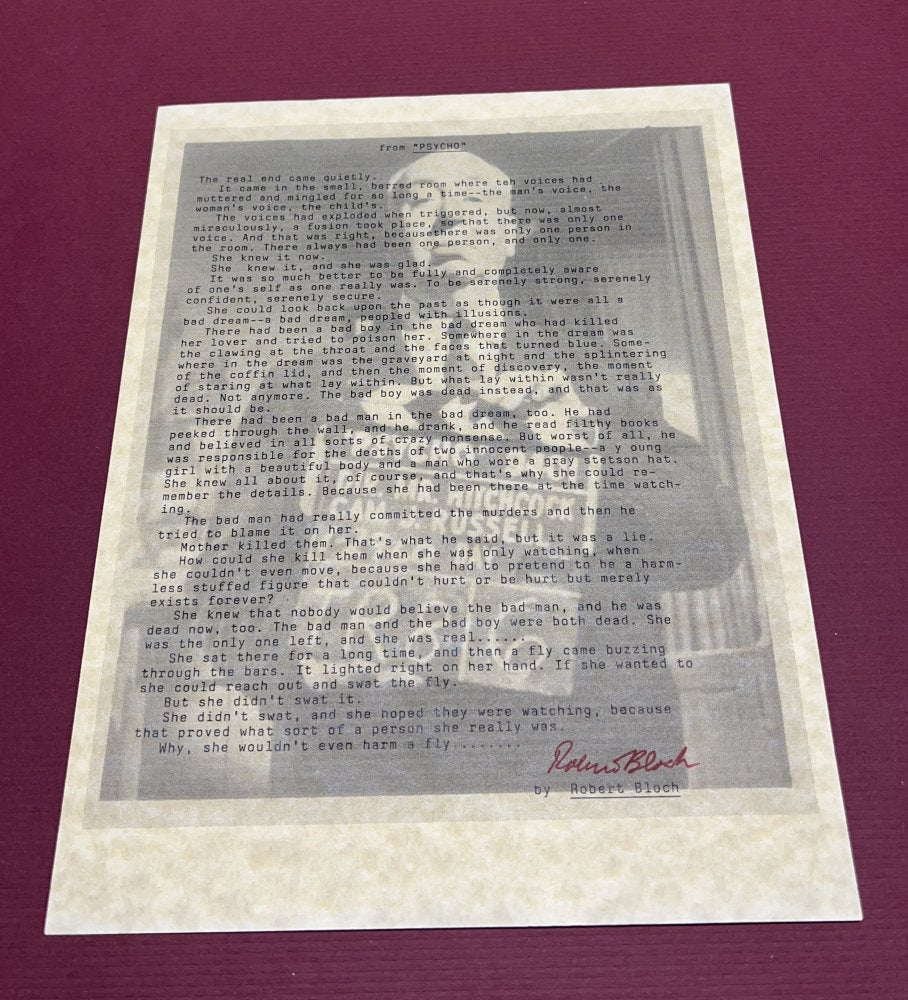 from "PSYCHO"
The real end came quietly.
It came in the small, barred room where teh voices had
muttered and mingled for so long a time--the man's voice, the
woman's voice, the child's.
The voices had exploded when triggered, but now, almost
miraculously, a fusion took place, so that there was only one
voice. And that was right, becausethere was only one person in
the room. There always had been one person, and only one.
She knew it now.
She knew it, and she was glad.
It was so much better to be fully and completely aware
of one's self as one really was. To be serenely strong, serenely
confident, serenely secure.
She could look back upon the past as though it were all a
bad dream--a bad dream, peopled with illusions.
There had been a bad boy in the bad dream who had killed
her lover and tried to poison her. Somewhere in the dream was
the clawing at the throat and the faces that turned blue. Some-
where in the dream was the graveyard at night and the splintering
of the coffin lid, and then the moment of discovery, the moment
of staring at what lay within. But what lay within wasn't really
dead. Not anymore. The bad boy was dead instead, and that was as
it should be.
There had been a bad man in the bad dream, too. He had
peeked through the wall, and he drank, and he read filthy books
and believed in all sorts of crazy nonsense. But worst of all, he
was responsible for the deaths of two innocent people--a y oung
girl with a beautiful body and a man who wore a gray stetson hat.
She knew all about it, of course, and that's why she could re-
member the details. Because she had been there at the time watch-
ing.
The bad man had really committed the murders and then he
tried to blame it on her.
Mother killed them. That's what he said, but it was a lie.
How could she kill them when she was only watching, when
she couldn't even move, because she had to pretend to be a harm-
less stuffed figure that couldn't hurt or be hurt but merely
exists forever?
She knew that nobody would believe the bad man, and he was
dead now, too. The bad man and the bad boy were both dead. She
was the only one left, and she was real......
She sat there for a long time, and then a fly came buzzing
through the bars. It lighted right on her hand. If she wanted to
she could reach out and swat the fly.
But she didn't swat it.
She didn't swat, and she hoped they were watching, because
that proved what sort of a person she really was.
Why, she wouldn't even harm a fly........
Robert Bloch
by Robert Bloch
RUSSELL